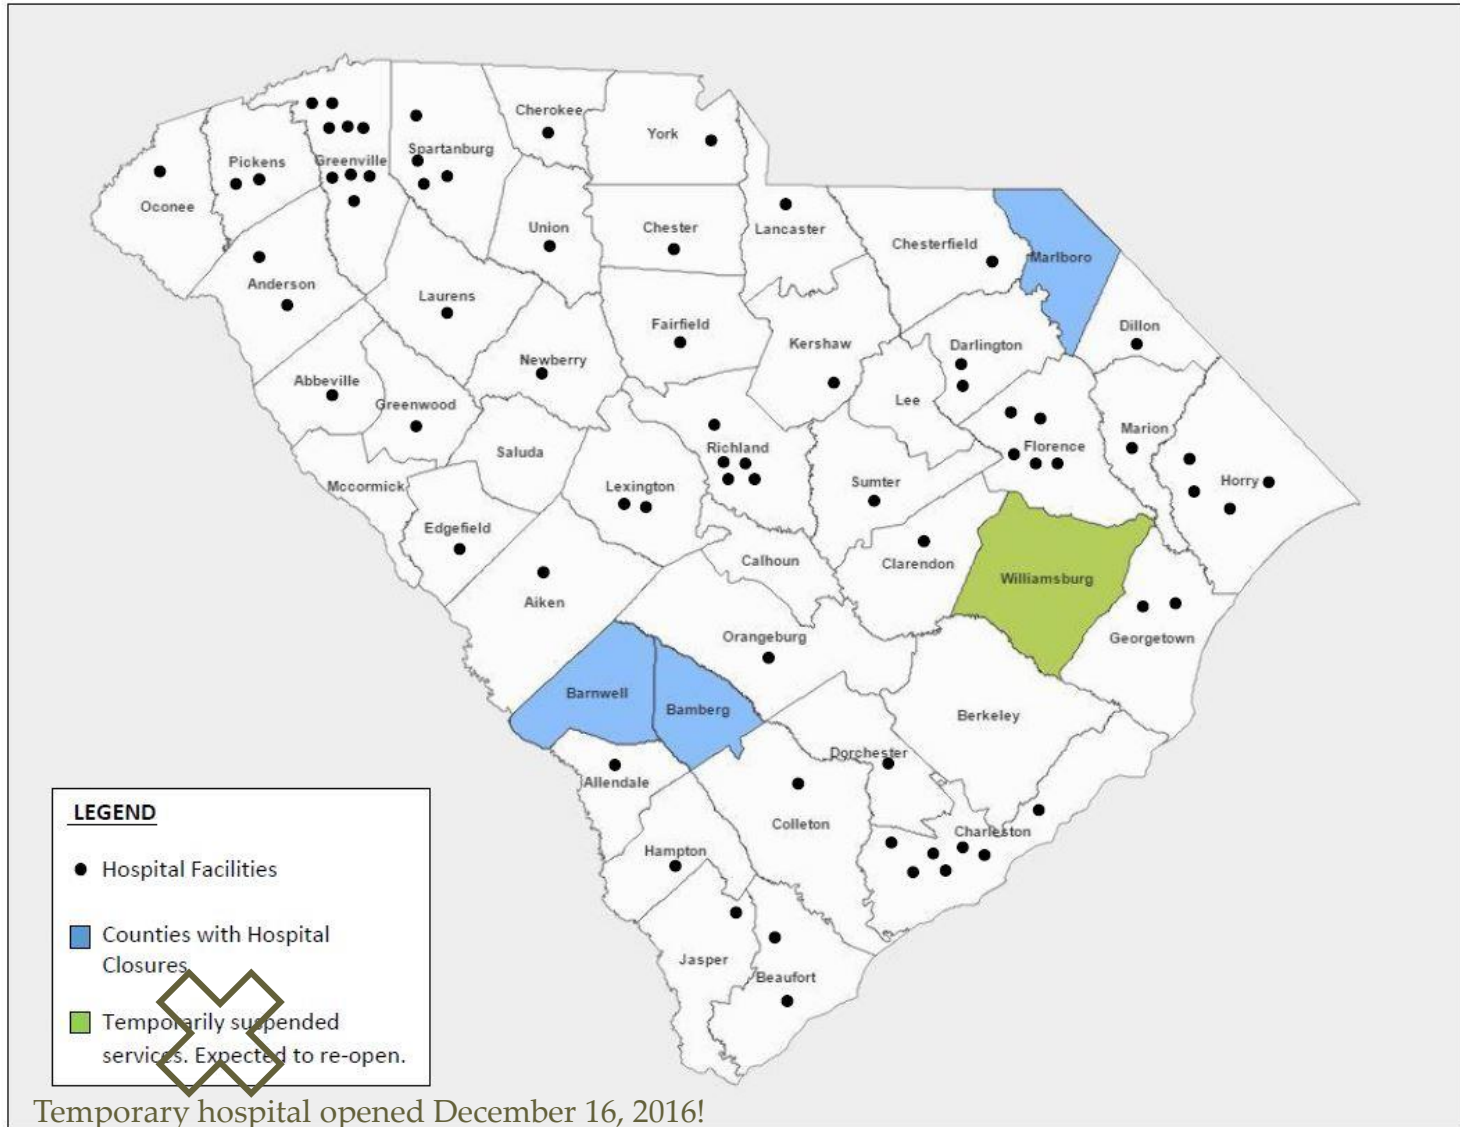 Cherokee
York
Spartanburg
Pickens
Greenville
Oconee
Union
Chester
Lancaster
Chesterfield
Marlboro
Anderson
Laurens
Fairfield
Kershaw
Darlington
Dillon
Newberry
Abbeville
Greenwood
Lee
Marion
Saluda
Richland
Florence
Mccormick
Lexington
Sumter
Horry
Edgefield
Calhoun
Clarendon
Williamsburg
Aiken
Orangeburg
Georgetown
Barnwell
Bamberg
Berkeley
Dorchester
Allendale
Colleton
Charleston
Hampton
Jasper
Beaufort
LEGEND
Hospital Facilities
Counties with Hospital
Closures
Temporarily suspended
services. Expected to re-open.
Temporary hospital opened December 16, 2016!